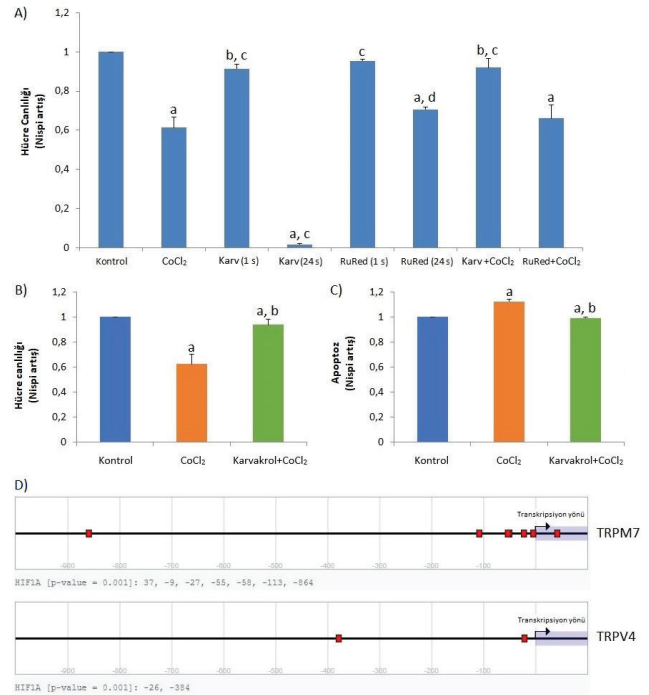 A)
Hücre Canlılığı
(Nispi artış)
1,2
1
0,8
0,6
0,4
0,2
0
a
b, c
a, c
c
a, d
b, c
a
Kontrol CoCl₂ Karv (1 s) Karv (24 s) RuRed (1 s) RuRed (24 s) Karv +CoCl₂ RuRed+CoCl₂
B)
Hücre canlılığı
(Nispi artış)
1,2
1
0,8
0,6
0,4
0,2
0
a
a, b
Kontrol CoCl₂ Karvakrol+CoCl₂
C)
Apoptoz
(Nispi artış)
1,2
1
0,8
0,6
0,4
0,2
0
a
a, b
Kontrol CoCl₂ Karvakrol+CoCl₂
D)
Transkripsiyon yönü
TRPM7
-900 -800 -700 -600 -500 -400 -300 -200 -100
HIF1A [p-value = 0.001]: 37, -9, -27, -55, -58, -113, -864
Transkripsiyon yönü
TRPV4
-900 -800 -700 -600 -500 -400 -300 -200 -100
HIF1A [p-value = 0.001]: -26, -384